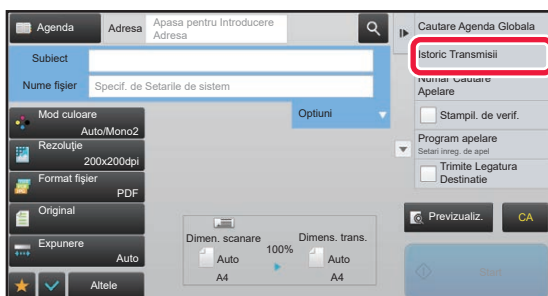 Agenda
Adresa
Apasa pentru Introducere
Adresa
Subiect
Nume fişier
Specif. de Setarile de sistem
Optiuni
Mod culoare
Auto/Mono2
Rezoluţie
200x200dpi
Format fişier
PDF
Original
Expunere
Auto
Altele
Dimen. scanare
100%
Dimens. trans.
Auto
A4
Auto
A4
Cautare Agenda Globala
Istoric Transmisii
Numar Cautare
Apelare
Stampil. de verif.
Program apelare
Setari inreg. de apel
Trimite Legatura
Destinatie
Previzualiz.
CA
Start